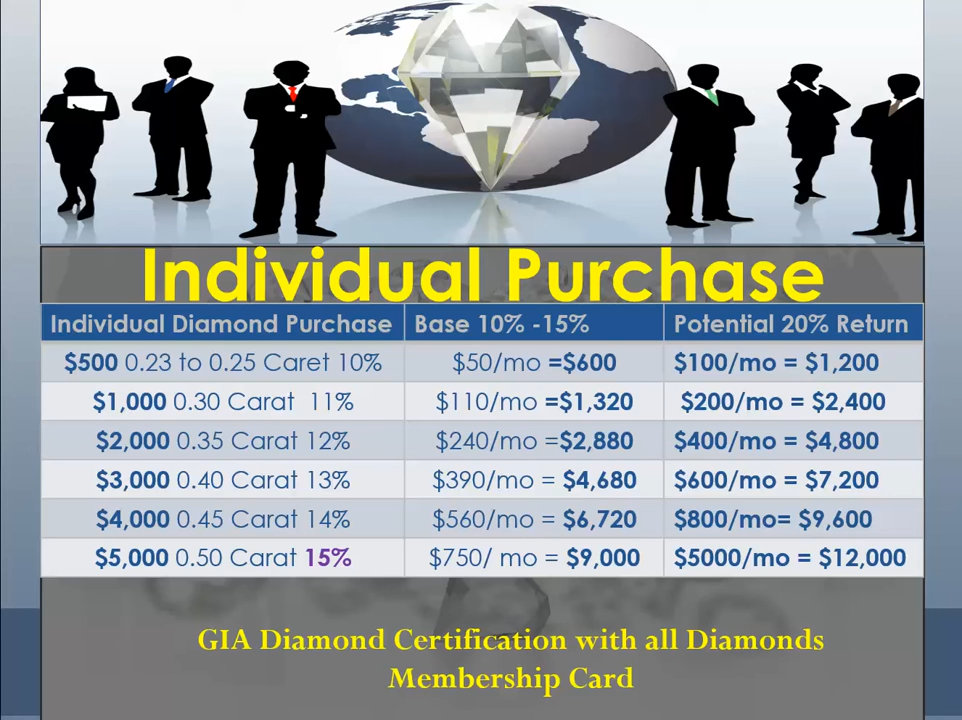 Individual Purchase
Individual Diamond Purchase Base 10% -15% Potential 20% Return
$500 0.23 to 0.25 Caret 10% $50/mo =$600 $100/mo = $1,200
$1,000 0.30 Carat 11% $110/mo =$1,320 $200/mo = $2,400
$2,000 0.35 Carat 12% $240/mo =$2,880 $400/mo = $4,800
$3,000 0.40 Carat 13% $390/mo = $4,680 $600/mo = $7,200
$4,000 0.45 Carat 14% $560/mo = $6,720 $800/mo= $9,600
$5,000 0.50 Carat 15% $750/ mo = $9,000 $5000/mo = $12,000
GIA Diamond Certification with all Diamonds
Membership Card